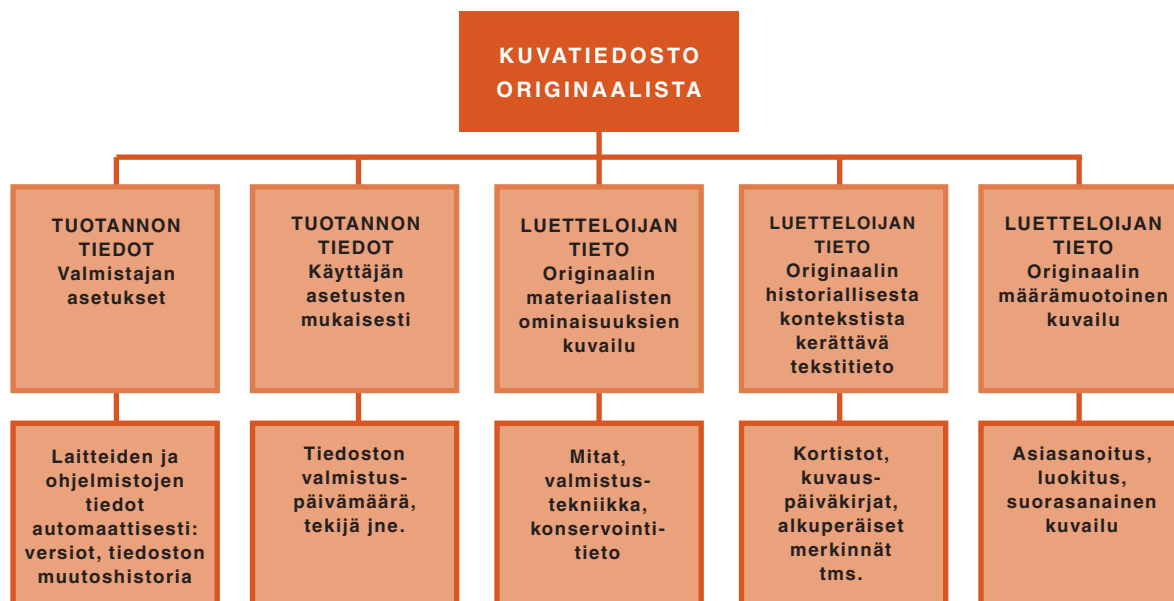 KUVATIEDOSTO
ORIGINAALISTA
TUOTANNON
TIEDOT
Valmistajan
asetukset
TUOTANNON
TIEDOT
Käyttäjän
asetusten
mukaisesti
LUETTELOIJAN
TIETO
Originaalin
materiaalisten
ominaisuuksien
kuvailu
LUETTELOIJAN
TIETO
Originaalin
historiallisesta
kontekstista
kerättävä
tekstitieto
LUETTELOIJAN
TIETO
Originaalin
määrämuotoinen
kuvailu
Laitteiden ja
ohjelmistojen
tiedot
automaattisesti:
versiot, tiedoston
muutoshistoria
Tiedoston
valmistus-
päivämäärä,
tekijä jne.
Mitat,
valmistus-
tekniikka,
konservointi-
tieto
Kortistot,
kuvaus-
päiväkirjat,
alkuperäiset
merkinnät
tms.
Asiasanoitus,
luokitus,
suorasanainen
kuvailu